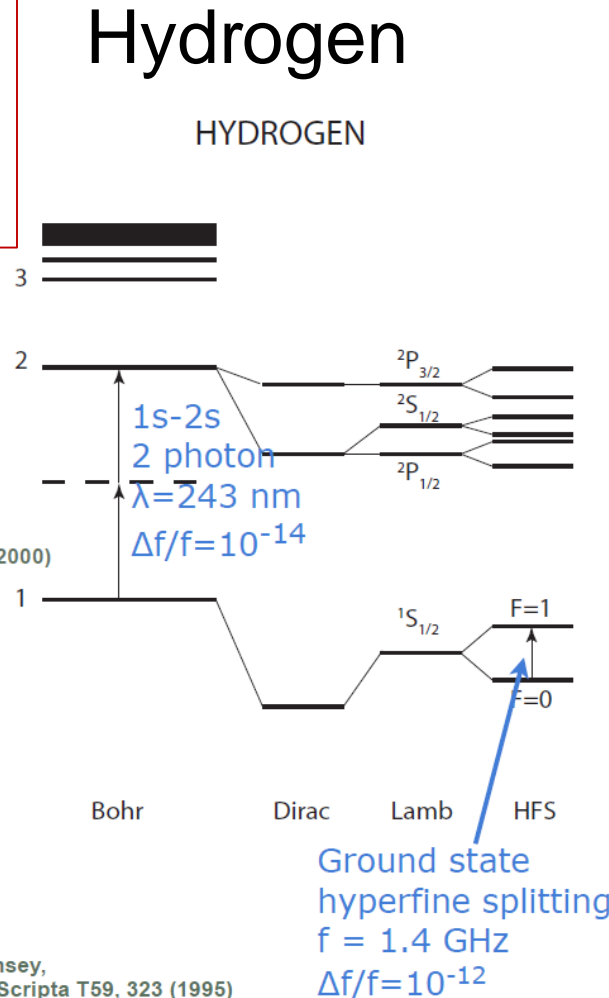 Hydrogen
HYDROGEN
3
2
²P₃/₂
²S₁/₂
²P₁/₂
1s-2s
2 photon
λ=243 nm
Δf/f=10⁻¹⁴
2000)
1
¹S₁/₂
F=1
F=0
Bohr Dirac Lamb HFS
Ground state
hyperfine splitting
f = 1.4 GHz
Δf/f=10⁻¹²
nsey,
Scripta T59, 323 (1995)